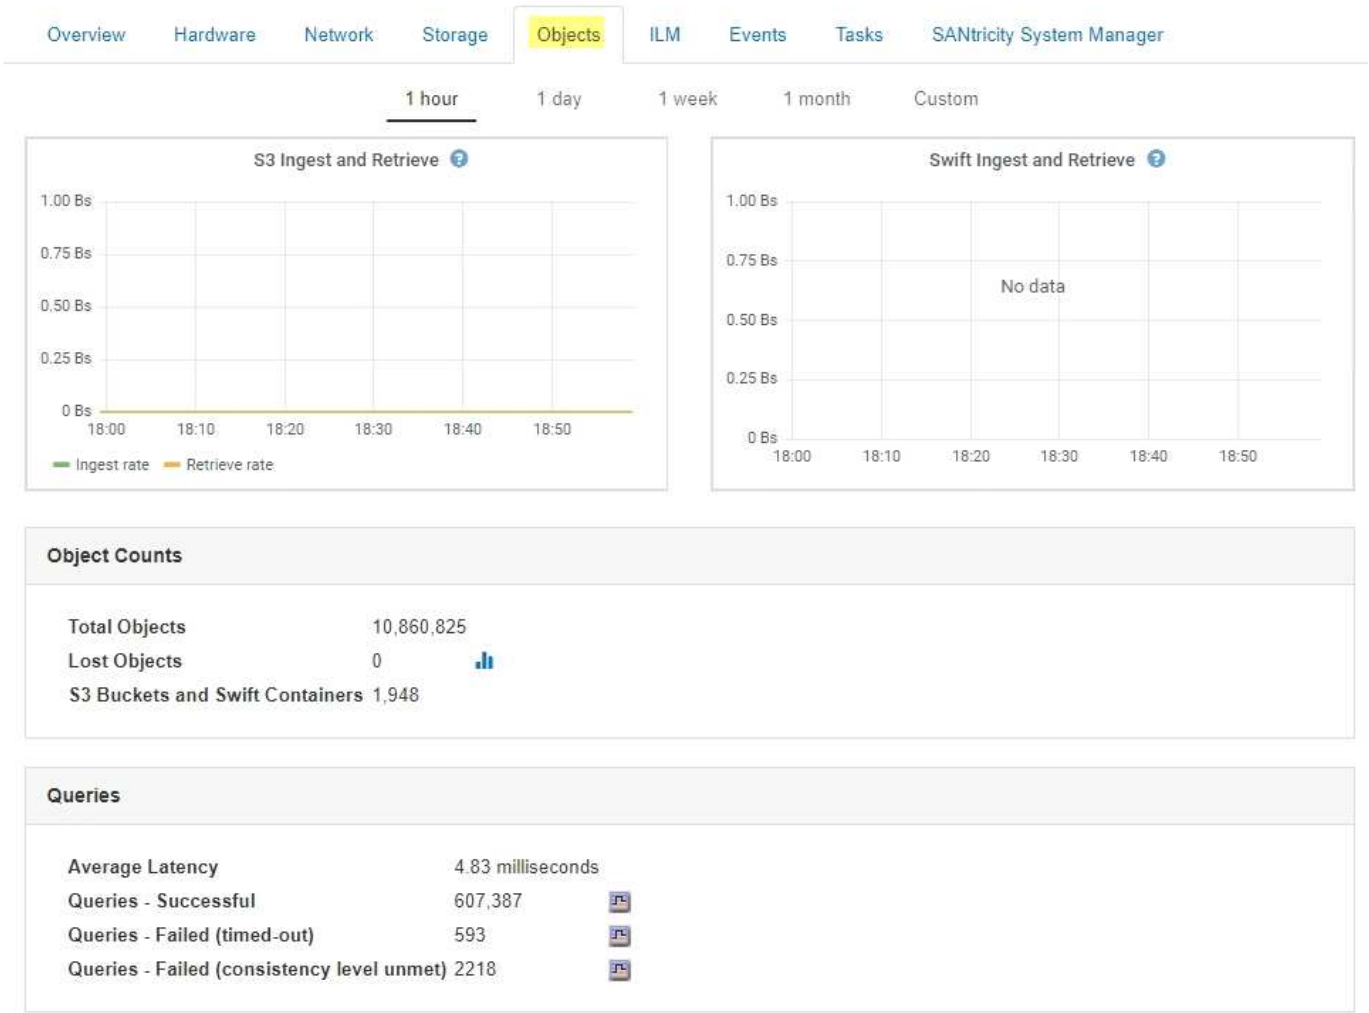 Overview Hardware Network Storage Objects ILM Events Tasks SANtricity System Manager
1 hour 1 day 1 week 1 month Custom
S3 Ingest and Retrieve ?
1.00 Bs
0.75 Bs
0.50 Bs
0.25 Bs
0 Bs
18:00 18:10 18:20 18:30 18:40 18:50
Ingest rate Retrieve rate
Swift Ingest and Retrieve ?
1.00 Bs
0.75 Bs
No data
0.50 Bs
0.25 Bs
0 Bs
18:00 18:10 18:20 18:30 18:40 18:50
Object Counts
Total Objects 10,860,825
Lost Objects 0
S3 Buckets and Swift Containers 1,948
Queries
Average Latency 4.83 milliseconds
Queries - Successful 607,387
Queries - Failed (timed-out) 593
Queries - Failed (consistency level unmet) 2218